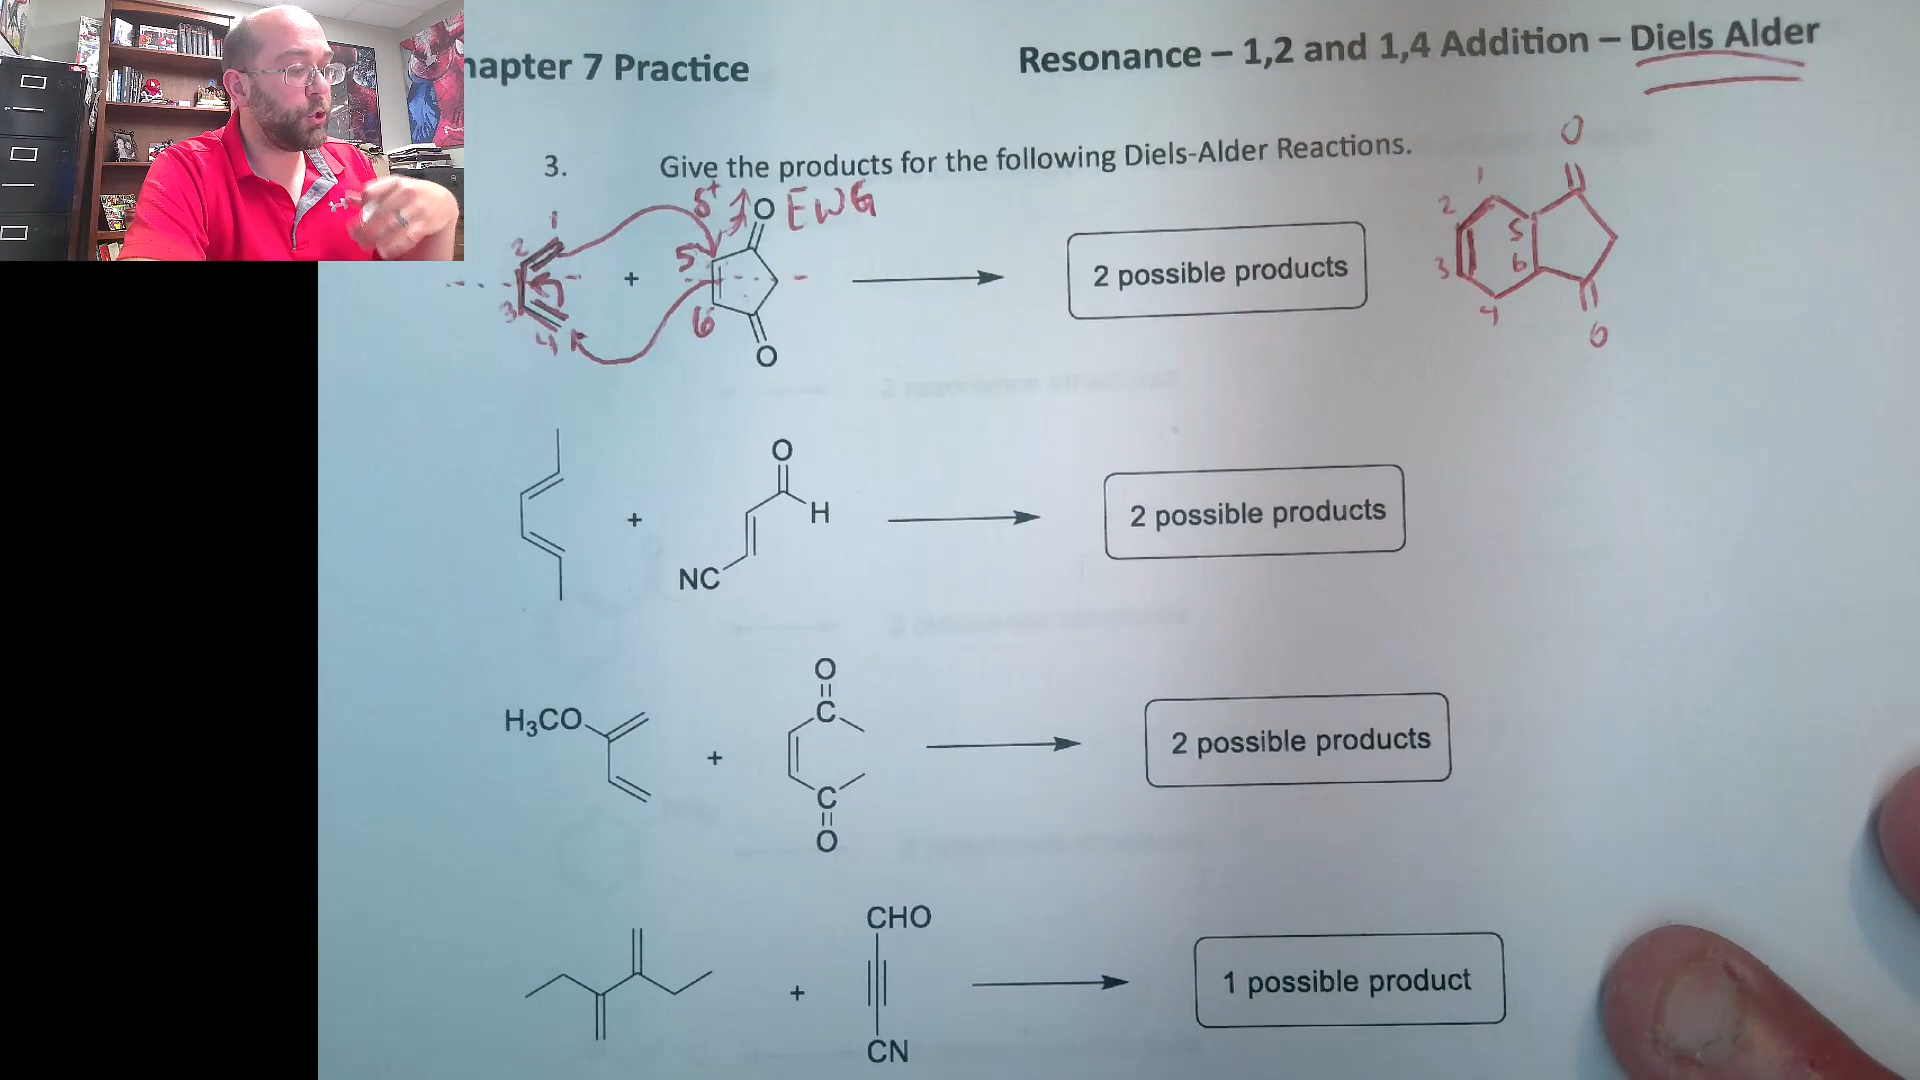 hapter 7 Practice
Resonance – 1,2 and 1,4 Addition – Diels Alder
3. Give the products for the following Diels-Alder Reactions.
δ+ O EWG
1
2
3
4
+
5
6
O
2 possible products
O
1
2
3
4
5
6
O
+
O
H
NC
2 possible products
H₃CO
+
O
C
C
O
2 possible products
+
CHO
CN
1 possible product